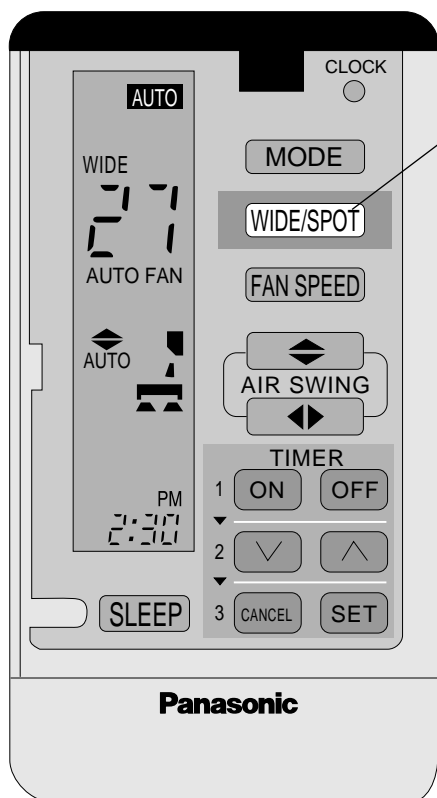 CLOCK
AUTO
WIDE
27
AUTO FAN
AUTO
PM
2:30
MODE
WIDE/SPOT
FAN SPEED
AIR SWING
TIMER
1 ON OFF
2
3 CANCEL SET
SLEEP
Panasonic